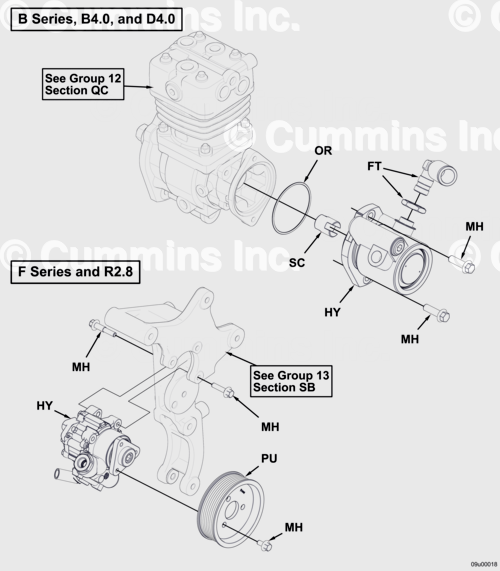 © Cummins Inc.
B Series, B4.0, and D4.0
See Group 12
Section QC
© Cummins Inc.
OR
FT
MH
SC
© Cummins Inc.
F Series and R2.8
HY
MH
MH
See Group 13
Section SB
HY
MH
PU
MH
09u00018